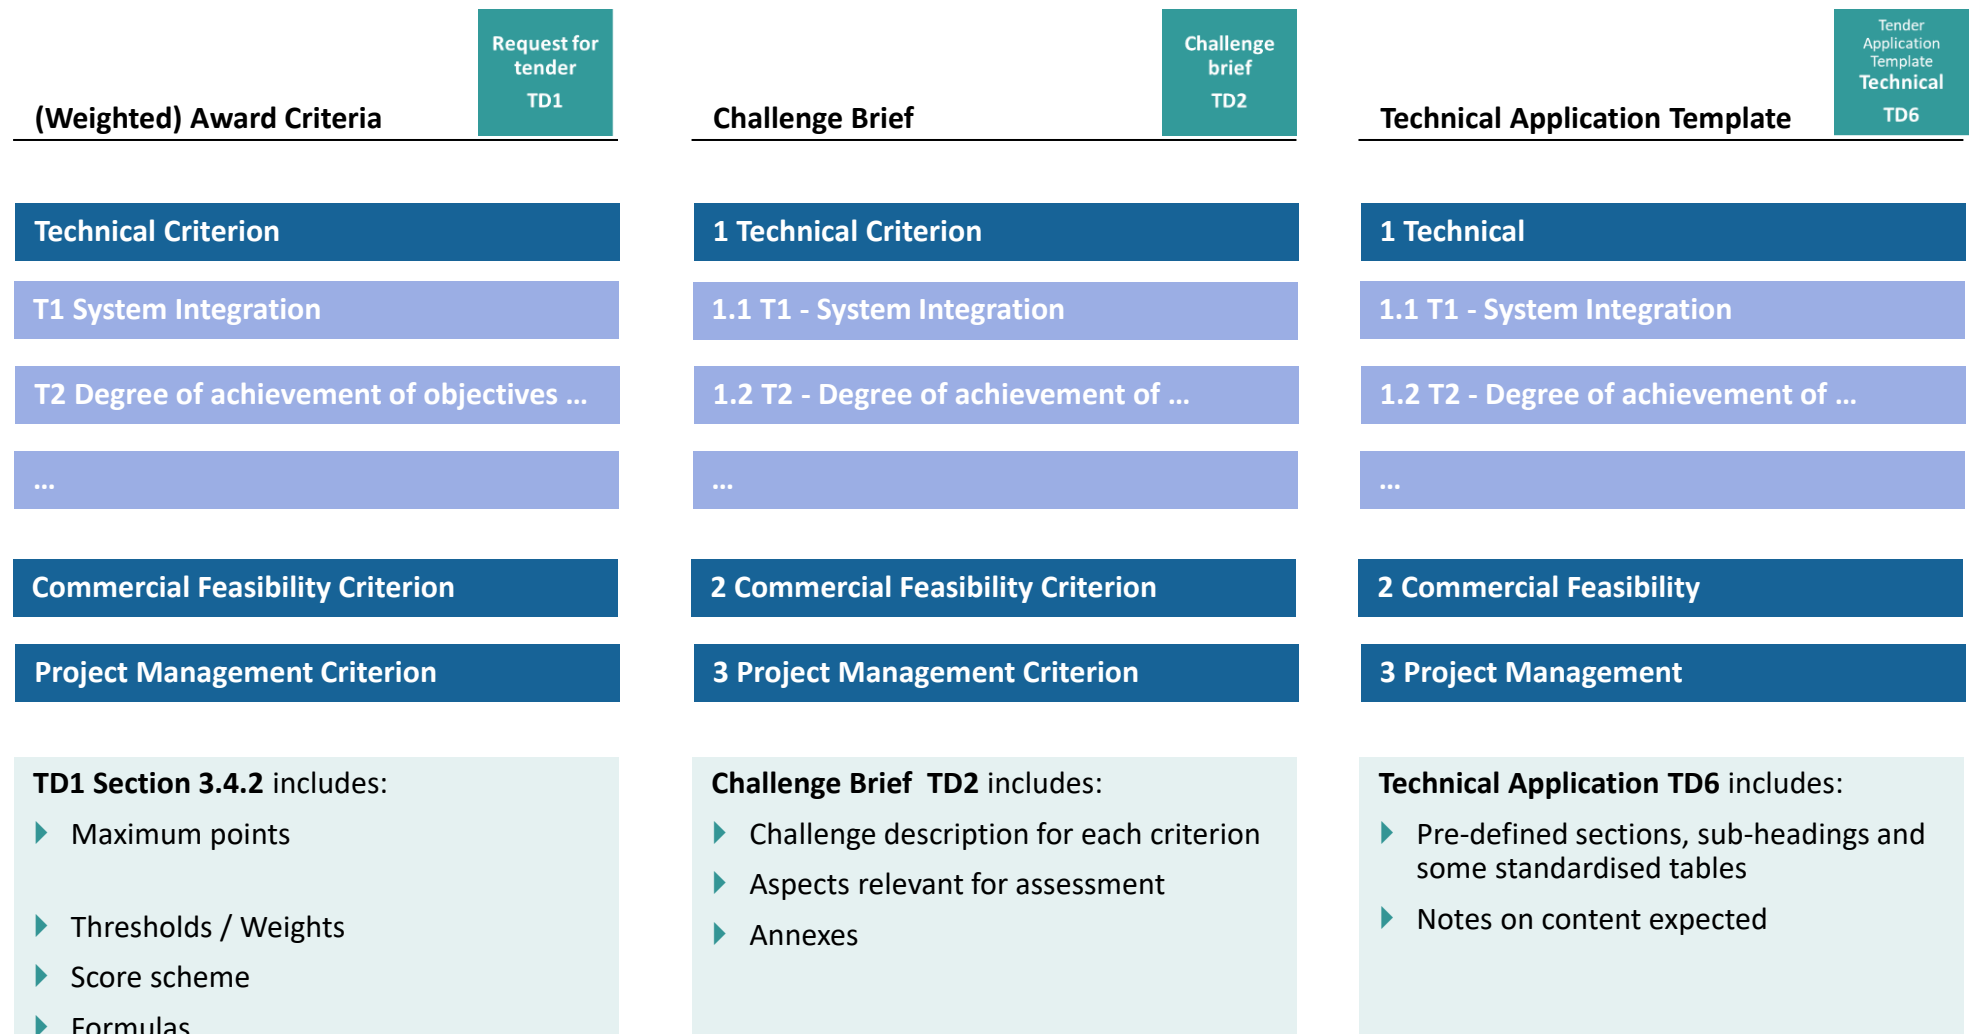 (Weighted) Award Criteria
Request for
tender
TD1
Technical Criterion
T1 System Integration
T2 Degree of achievement of objectives ...
...
Commercial Feasibility Criterion
Project Management Criterion
TD1 Section 3.4.2 includes:
Maximum points
Thresholds / Weights
Score scheme
Formulas
Challenge Brief
Challenge
brief
TD2
1 Technical Criterion
1.1 T1 - System Integration
1.2 T2 - Degree of achievement of ...
...
2 Commercial Feasibility Criterion
3 Project Management Criterion
Challenge Brief  TD2 includes:
Challenge description for each criterion
Aspects relevant for assessment
Annexes
Technical Application Template
Tender
Application
Template
Technical
TD6
1 Technical
1.1 T1 - System Integration
1.2 T2 - Degree of achievement of ...
...
2 Commercial Feasibility
3 Project Management
Technical Application TD6 includes:
Pre-defined sections, sub-headings and
some standardised tables
Notes on content expected